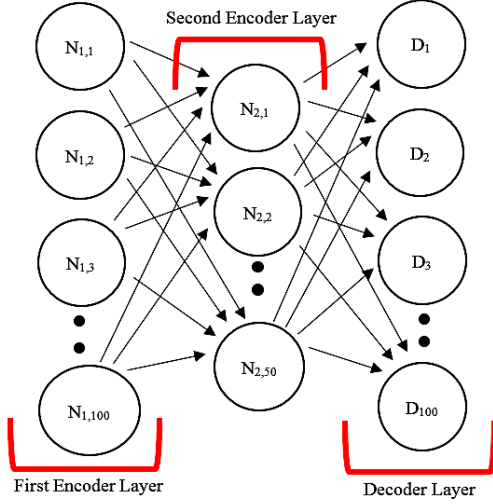 Second Encoder Layer
N1,1
N1,2
N1,3
N1,100
First Encoder Layer
N2,1
N2,2
N2,50
D1
D2
D3
D100
Decoder Layer